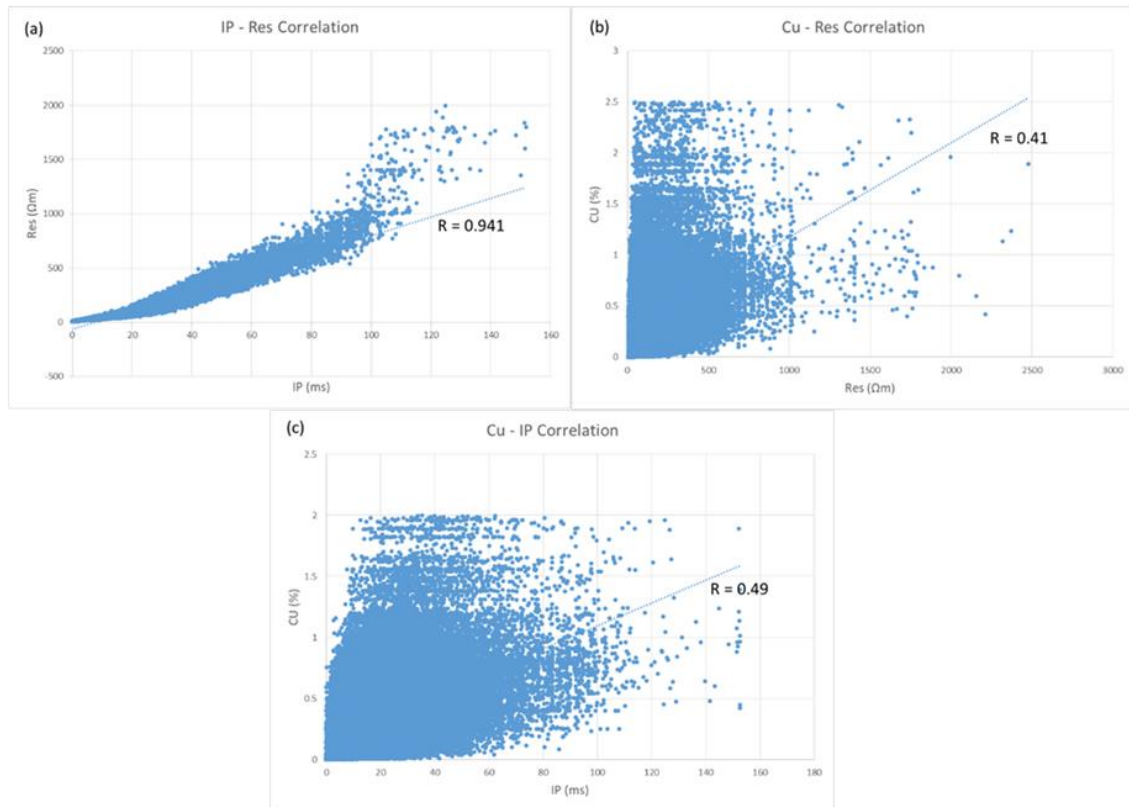 (a)
IP - Res Correlation
2500
2000
1500
1000
500
0
-500
Res (Ωm)
R = 0.941
0 20 40 60 80 100 120 140 160
IP (ms)
(b)
Cu - Res Correlation
3
2.5
2
1.5
1
0.5
0
CU (%)
R = 0.41
0 500 1000 1500 2000 2500 3000
Res (Ωm)
(c)
Cu - IP Correlation
2.5
2
1.5
1
0.5
0
CU (%)
R = 0.49
0 20 40 60 80 100 120 140 160 180
IP (ms)